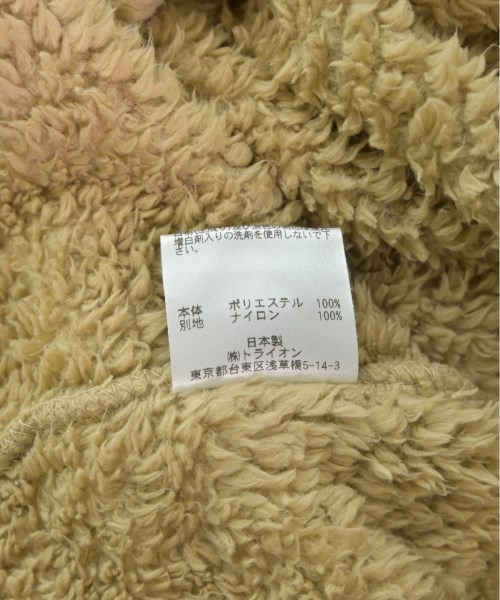 増白剤入りの洗剤を使用しないで下
さい。
本体 ポリエステル 100%
別地 ナイロン 100%
日本製
㈱トライオン
東京都台東区浅草橋5-14-3